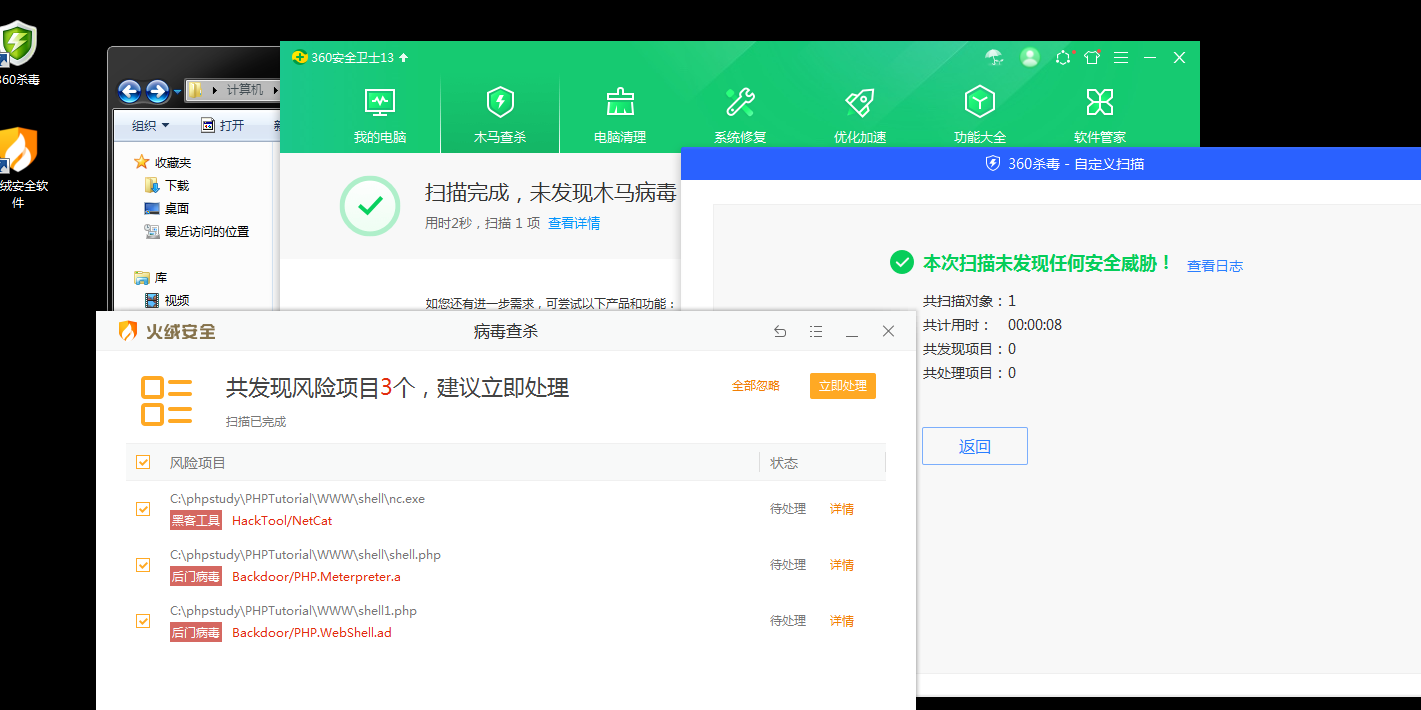 360杀毒
绒安全软
件
计算机
组织
打开
收藏夹
下载
桌面
最近访问的位置
库
视频
360安全卫士13
我的电脑
木马查杀
电脑清理
系统修复
优化加速
功能大全
软件管家
扫描完成，未发现木马病毒
用时2秒，扫描 1 项 查看详情
如您还有进一步需求，可尝试以下产品和功能：
360杀毒 - 自定义扫描
本次扫描未发现任何安全威胁！ 查看日志
共扫描对象：1
共计用时： 00:00:08
共发现项目：0
共处理项目：0
返回
火绒安全
病毒查杀
共发现风险项目3个，建议立即处理
扫描已完成
全部忽略
立即处理
风险项目 状态
C:\phpstudy\PHPTutorial\WWW\shell\nc.exe
黑客工具 HackTool/NetCat
待处理 详情
C:\phpstudy\PHPTutorial\WWW\shell\shell.php
后门病毒 Backdoor/PHP.Meterpreter.a
待处理 详情
C:\phpstudy\PHPTutorial\WWW\shell1.php
后门病毒 Backdoor/PHP.WebShell.ad
待处理 详情